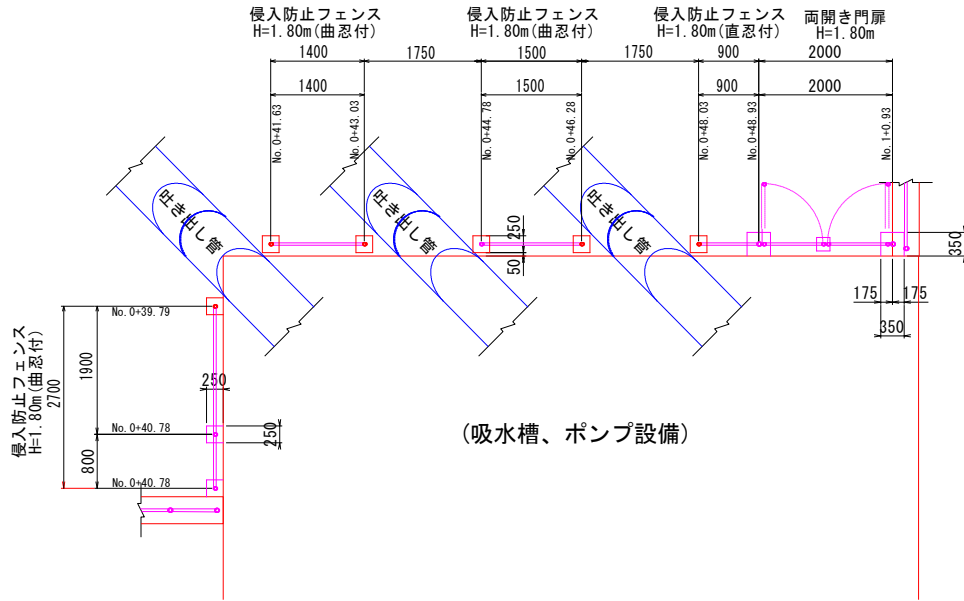 侵入防止フェンス
H=1.80m(曲忍付)
侵入防止フェンス
H=1.80m(曲忍付)
侵入防止フェンス
H=1.80m(直忍付)
両開き門扉
H=1.80m
1400
1750
1500
1750
900
2000
1400
1500
900
2000
No.0+41.63
No.0+43.03
No.0+44.78
No.0+46.28
No.0+48.03
No.0+48.93
No.1+0.93
吐き出し管
吐き出し管
吐き出し管
250
50
350
175
175
350
侵入防止フェンス
H=1.80m(曲忍付)
2700
1900
800
No.0+39.79
No.0+40.78
No.0+40.78
250
250
(吸水槽、ポンプ設備)